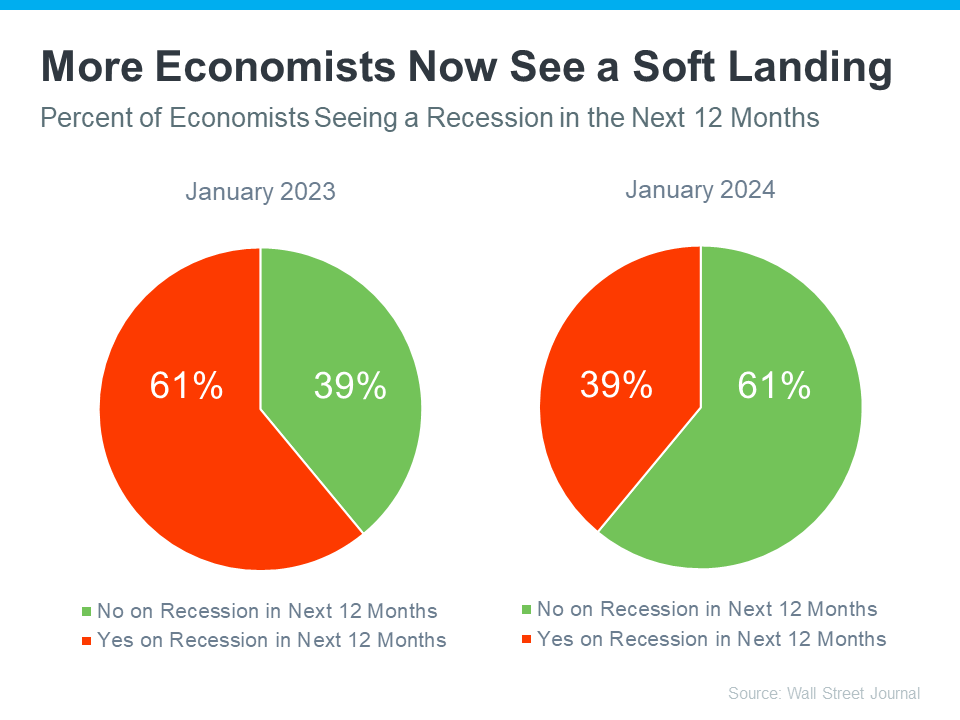 More Economists Now See a Soft Landing
Percent of Economists Seeing a Recession in the Next 12 Months
January 2023
61%
39%
No on Recession in Next 12 Months
Yes on Recession in Next 12 Months
January 2024
39%
61%
No on Recession in Next 12 Months
Yes on Recession in Next 12 Months
Source: Wall Street Journal